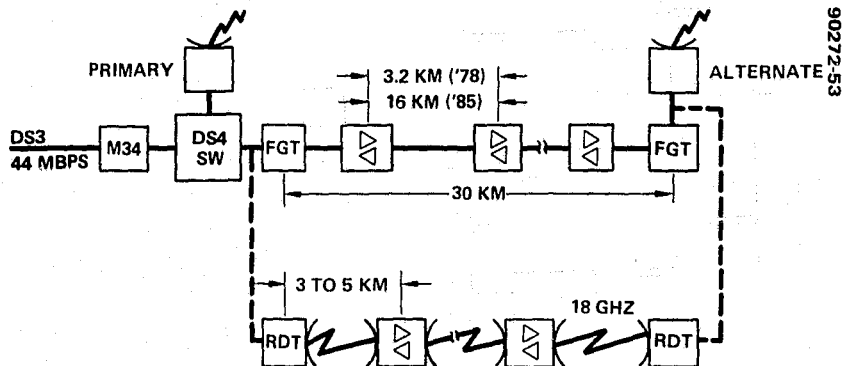 90272-53
PRIMARY
ALTERNATE
3.2 KM ('78)
16 KM ('85)
DS3
44 MBPS
M34
DS4
SW
FGT
FGT
30 KM
3 TO 5 KM
18 GHZ
RDT
RDT